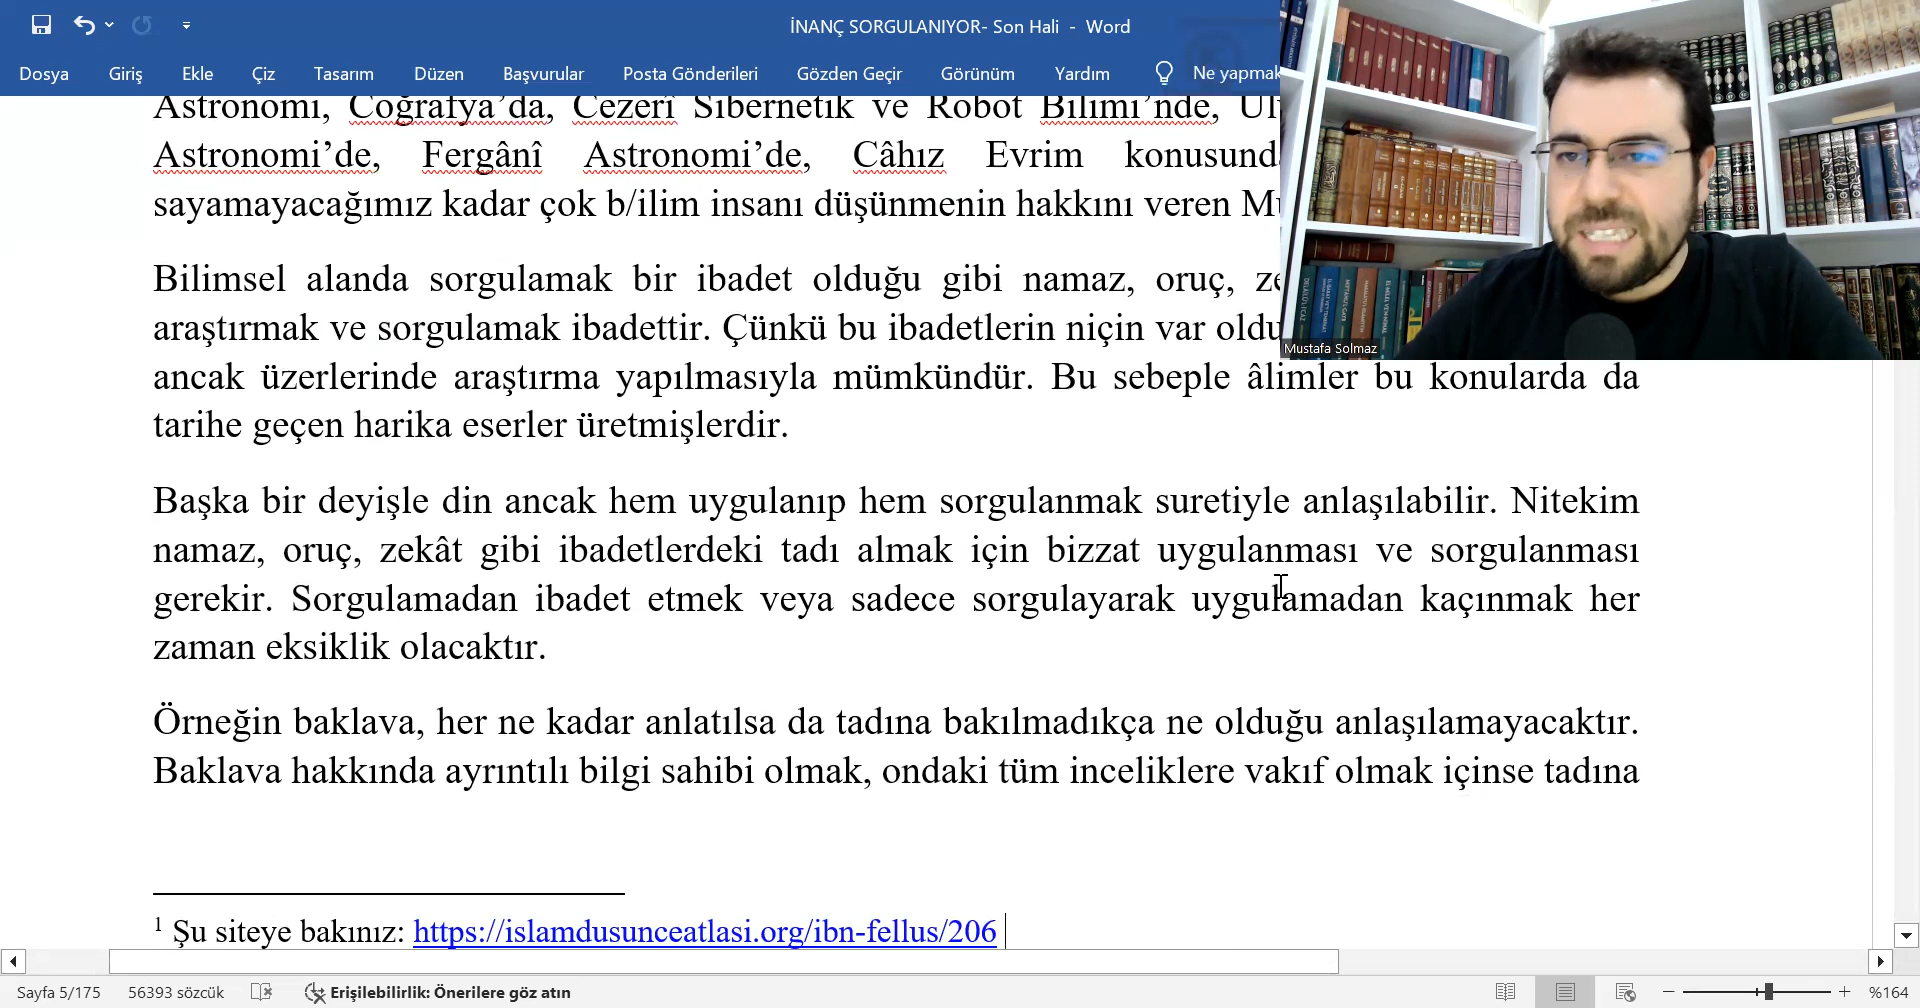 İNANÇ SORGULANIYOR- Son Hali - Word
Dosya Giriş Ekle Çiz Tasarım Düzen Başvurular Posta Gönderileri Gözden Geçir Görünüm Yardım Ne yapmak
Astronomi, Coğrafya’da, Cezerî Sibernetik ve Robot Bilimi’nde,
Astronomi’de, Fergânî Astronomi’de, Câhız Evrim
sayamayacağımız kadar çok b/ilim insanı düşünmenin hakkını veren
Bilimsel alanda sorgulamak bir ibadet olduğu gibi namaz, oruç,
araştırmak ve sorgulamak ibadettir. Çünkü bu ibadetlerin niçin var
ancak üzerlerinde araştırma yapılmasıyla mümkündür. Bu sebeple âlimler bu konularda da
tarihe geçen harika eserler üretmişlerdir.
Başka bir deyişle din ancak hem uygulanıp hem sorgulanmak suretiyle anlaşılabilir. Nitekim
namaz, oruç, zekât gibi ibadetlerdeki tadı almak için bizzat uygulanması ve sorgulanması
gerekir. Sorgulamadan ibadet etmek veya sadece sorgulayarak uygulamadan kaçınmak her
zaman eksiklik olacaktır.
Örneğin baklava, her ne kadar anlatılsa da tadına bakılmadıkça ne olduğu anlaşılamayacaktır.
Baklava hakkında ayrıntılı bilgi sahibi olmak, ondaki tüm inceliklere vakıf olmak içinse tadına
1 Şu siteye bakınız: https://islamdusunceatlasi.org/ibn-fellus/206
Mustafa Solmaz
Sayfa 5/175 56393 sözcük Erişilebilirlik: Önerilere göz atın %164